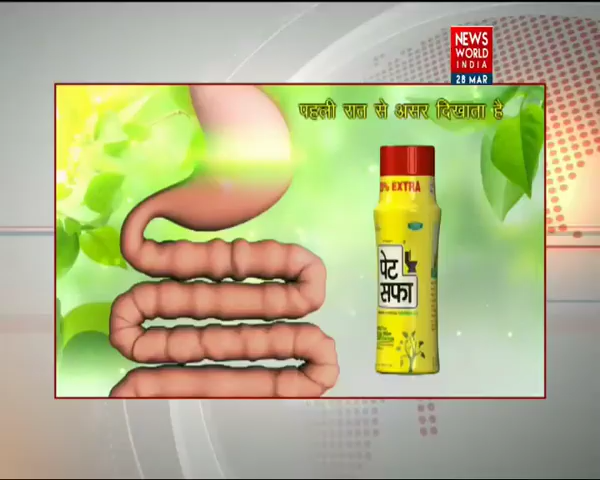 NEWS
WORLD
INDIA
28 MAR
पहली रात से असर दिखाता है
% EXTRA
पेट
सफा